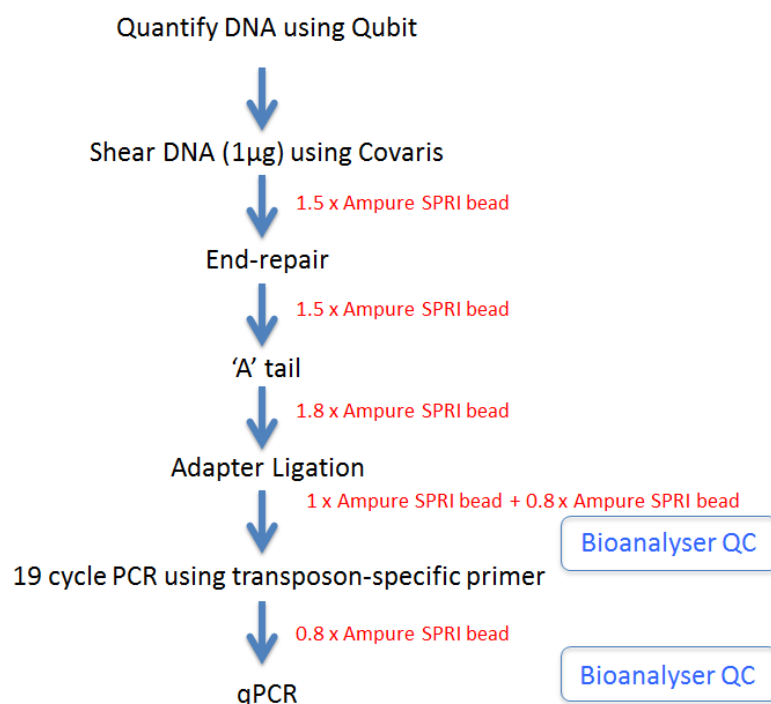 Quantify DNA using Qubit
Shear DNA (1µg) using Covaris
1.5 x Ampure SPRI bead
End-repair
1.5 x Ampure SPRI bead
‘A’ tail
1.8 x Ampure SPRI bead
Adapter Ligation
1 x Ampure SPRI bead + 0.8 x Ampure SPRI bead
Bioanalyser QC
19 cycle PCR using transposon-specific primer
0.8 x Ampure SPRI bead
Bioanalyser QC
qPCR